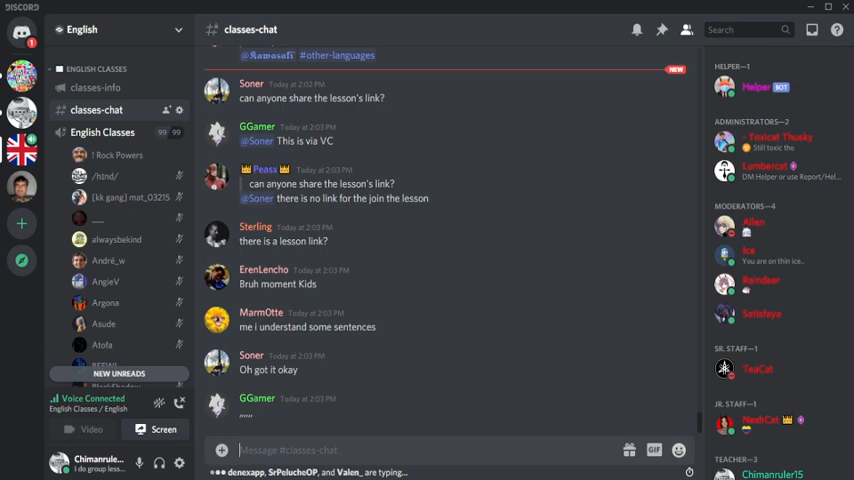 DISCORD
1
English
ENGLISH CLASSES
classes-info
classes-chat
English Classes 99 99
! Rock Powers
/h1nd/
[kk gang] mat_03215
alwaysbekind
André_w
AngieV
Argona
Asude
Atofa
NEW UNREADS
Voice Connected
English Classes / English
Video
Screen
Chimanrule...
I do group less...
# classes-chat
Search
#other-languages
NEW
Soner Today at 2:02 PM
can anyone share the lesson's link?
GGamer Today at 2:03 PM
@Soner This is via VC
Peasx Today at 2:03 PM
can anyone share the lesson's link?
@Soner there is no link for the join the lesson
Sterling Today at 2:03 PM
there is a lesson link?
ErenLencho Today at 2:03 PM
Bruh moment Kids
MarmOtte Today at 2:03 PM
me i understand some sentences
Soner Today at 2:03 PM
Oh got it okay
GGamer Today at 2:03 PM
,,,,,,
Message #classes-chat
GIF
denexapp, SrPelucheOP, and Valen_ are typing...
HELPER—1
Helper BOT
ADMINISTRATORS—2
~ Toxicat Thusky
Still toxic tho
Lumbercat
DM Helper or use Report/Hel...
MODERATORS—4
Allen
Ice
You are on thin ice..
Raindeer
Satisfaya
SR. STAFF—1
TeaCat
JR. STAFF—1
NeshCat
TEACHER—3
Chimanruler15